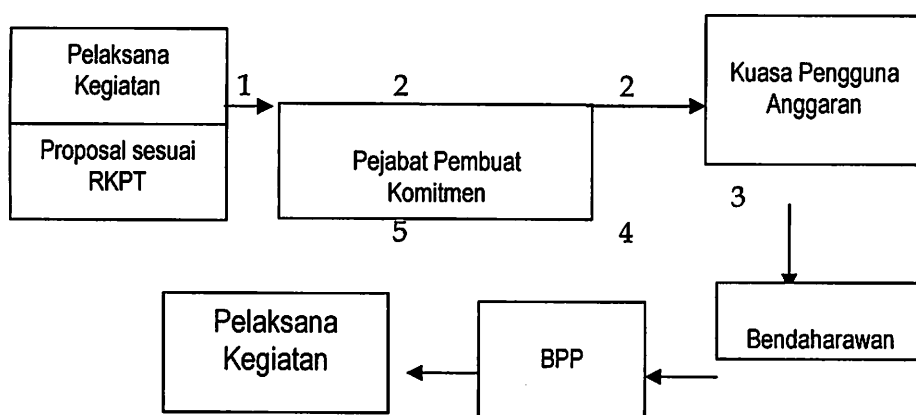 Pelaksana
Kegiatan
Proposal sesuai
RKPT
1
2
Pejabat Pembuat
Komitmen
2
Kuasa Pengguna
Anggaran
3
5
4
Bendaharawan
BPP
Pelaksana
Kegiatan